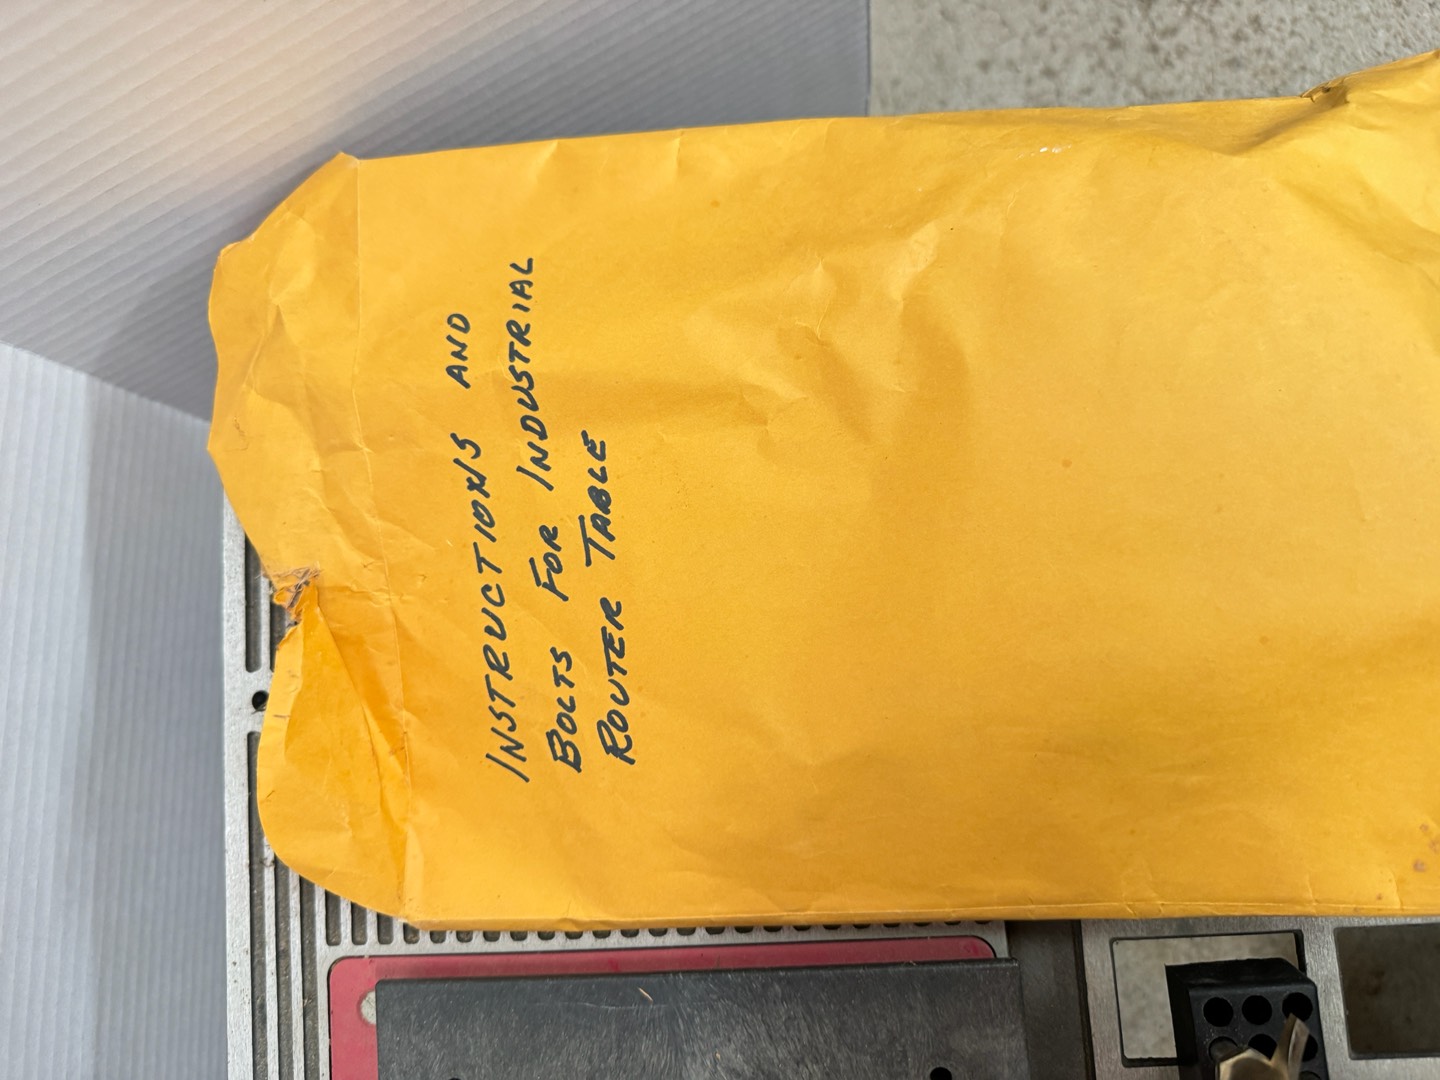 INSTRUCTIONS AND
BOLTS FOR INDUSTRIAL
ROUTER TABLE